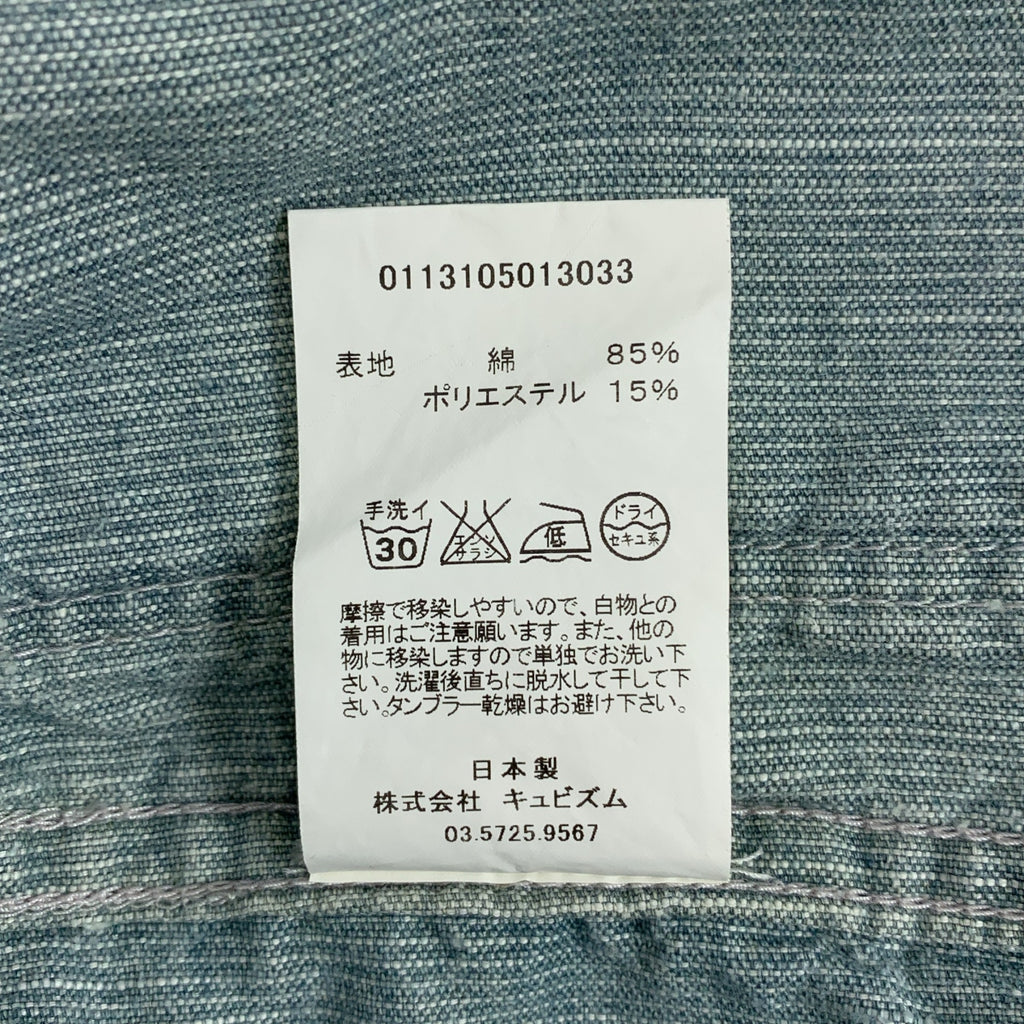 0113105013033
表地 綿 85%
ポリエステル 15%
手洗イ
30
エンソ
サラシ
低
ドライ
セキユ系
摩擦で移染しやすいので、白物との
着用はご注意願います。また、他の
物に移染しますので単独でお洗い下
さい。洗濯後直ちに脱水して干して下
さい。タンブラー乾燥はお避け下さい。
日本製
株式会社 キュビズム
03.5725.9567